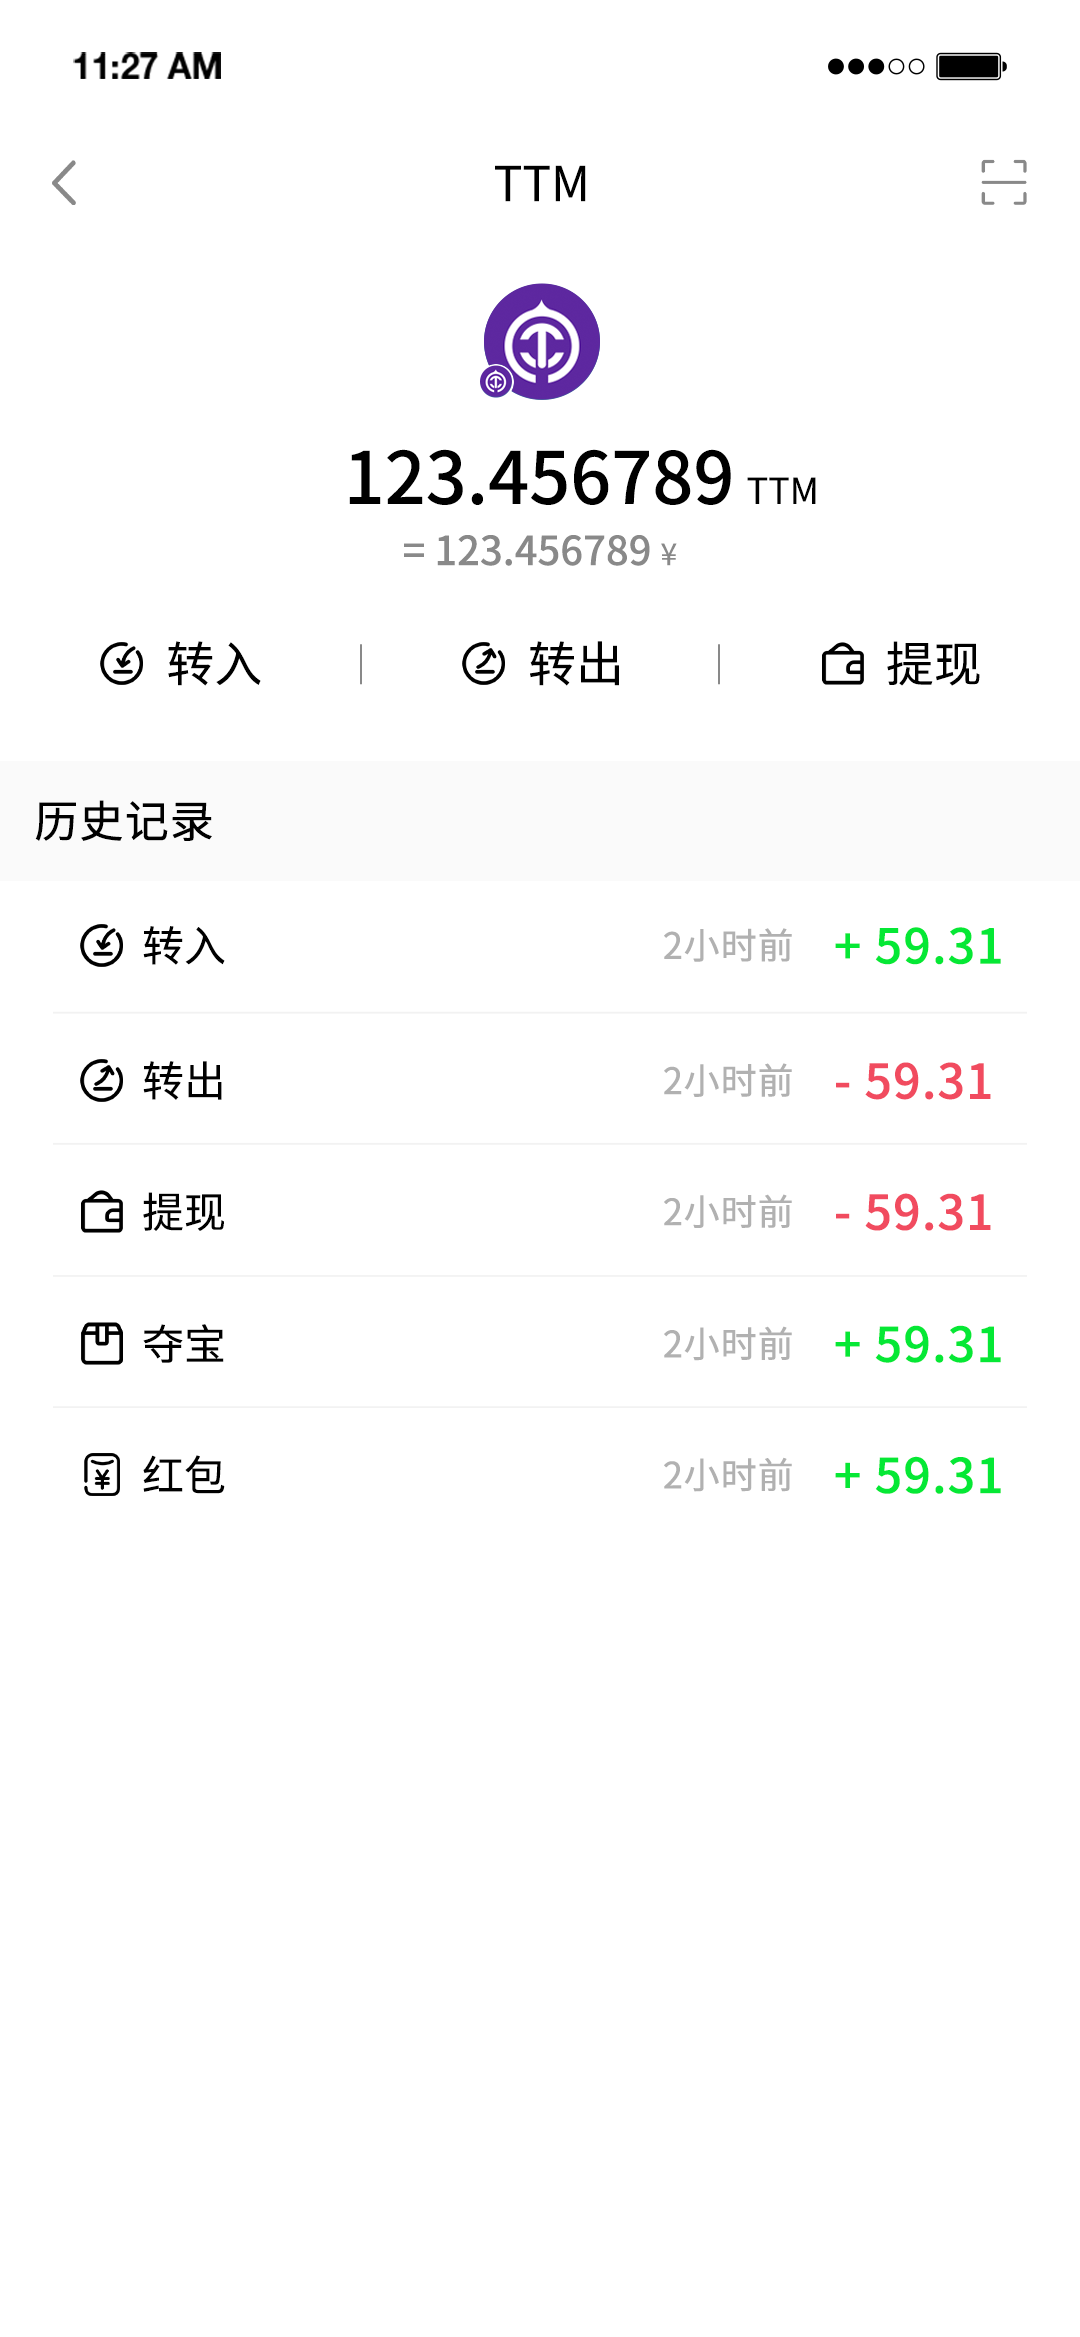 11:27 AM
TTM
123.456789 TTM
= 123.456789 ¥
转入 转出 提现
历史记录
转入 2小时前 + 59.31
转出 2小时前 - 59.31
提现 2小时前 - 59.31
夺宝 2小时前 + 59.31
红包 2小时前 + 59.31